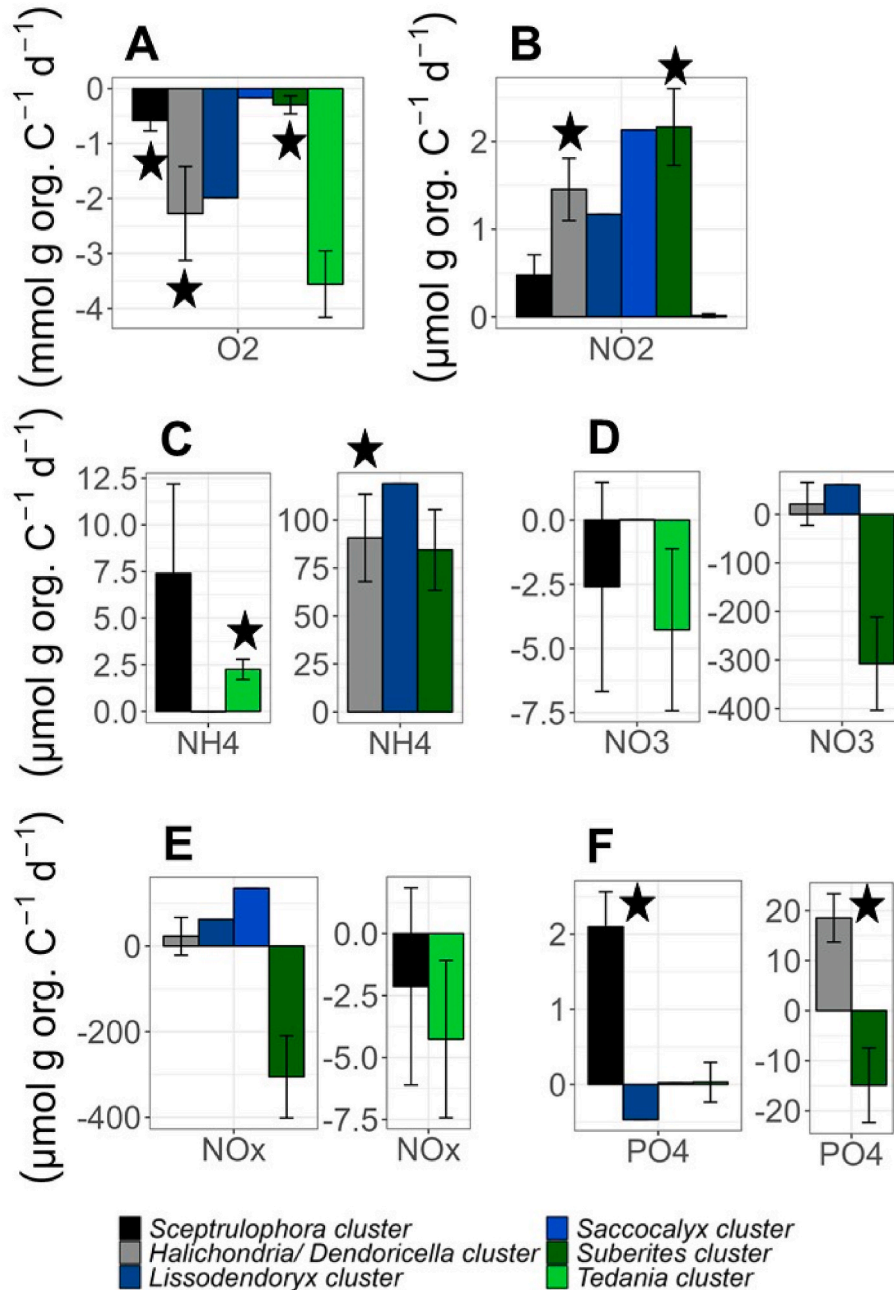 A
B
(mmol g org. C⁻¹ d⁻¹)
0
-1
-2
-3
-4
O2
(μmol g org. C⁻¹ d⁻¹)
2
1
0
NO2
C
D
(μmol g org. C⁻¹ d⁻¹)
12.5
10.0
7.5
5.0
2.5
0.0
NH4
100
75
50
25
0
NH4
0.0
-2.5
-5.0
-7.5
NO3
0
-100
-200
-300
-400
NO3
E
F
(μmol g org. C⁻¹ d⁻¹)
0
-200
-400
NOx
0.0
-2.5
-5.0
-7.5
NOx
2
1
0
PO4
20
10
0
-10
-20
PO4
Sceptrulophora cluster
Halichondria/ Dendoricella cluster
Lissodendoryx cluster
Saccocalyx cluster
Suberites cluster
Tedania cluster